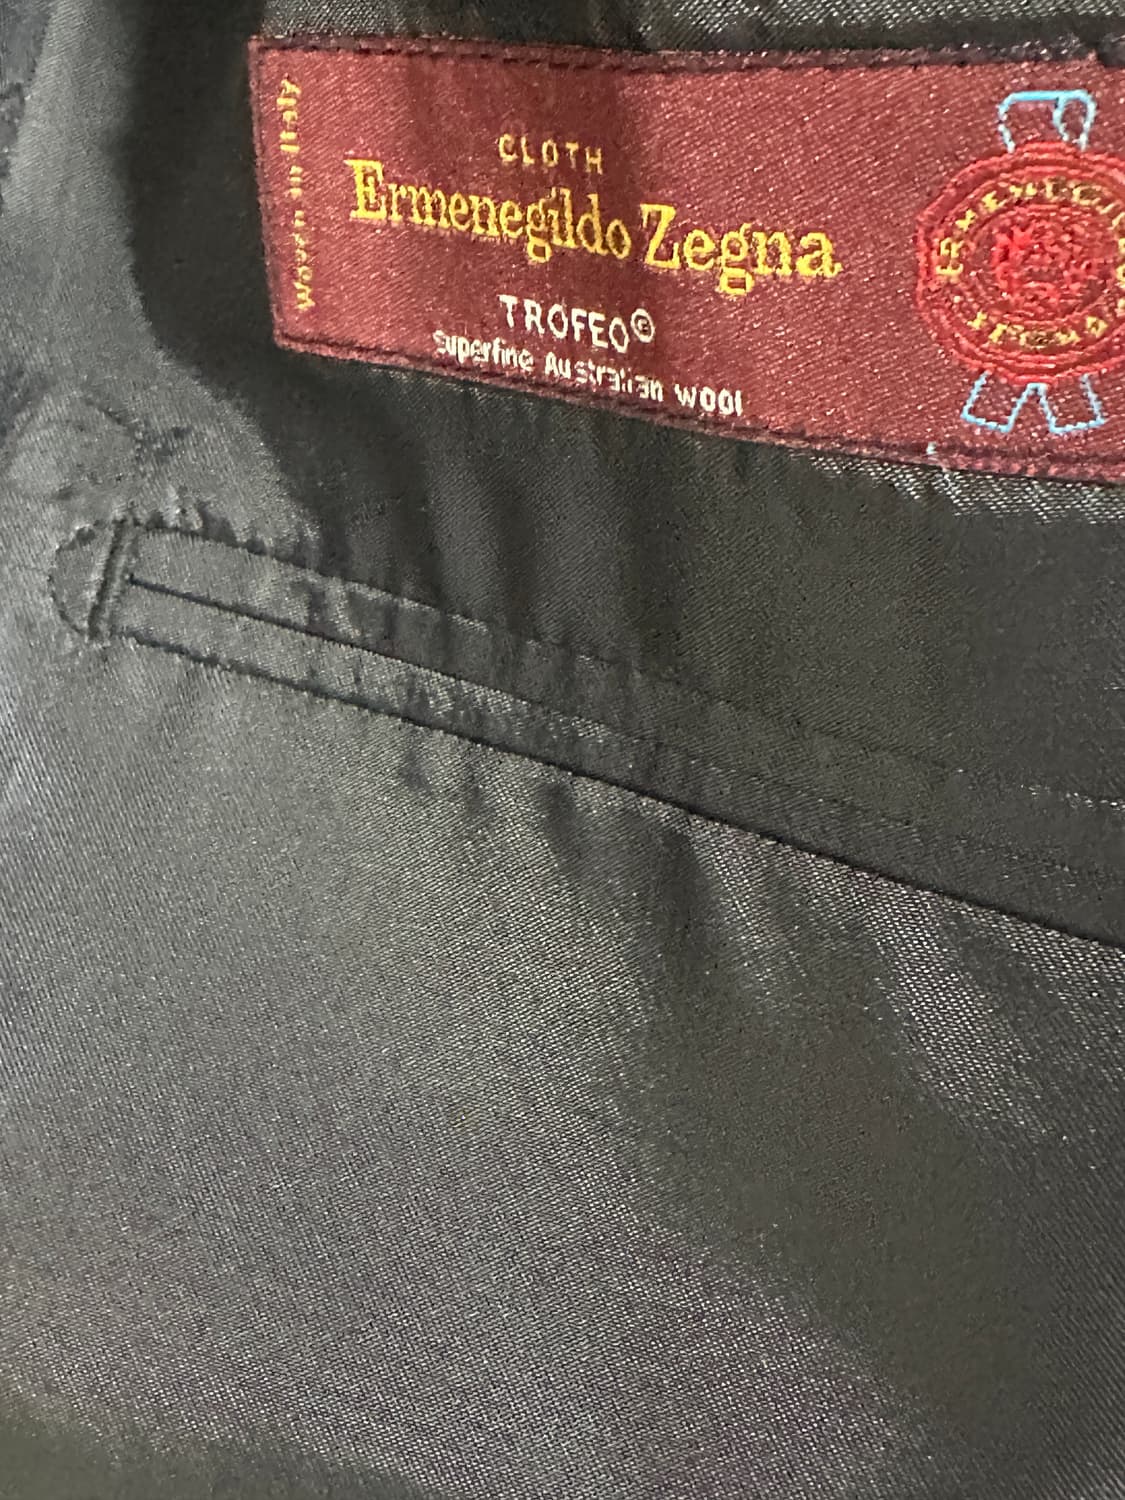 Woven in Italy
CLOTH
Ermenegildo Zegna
TROFEO®
Superfine Australian wool